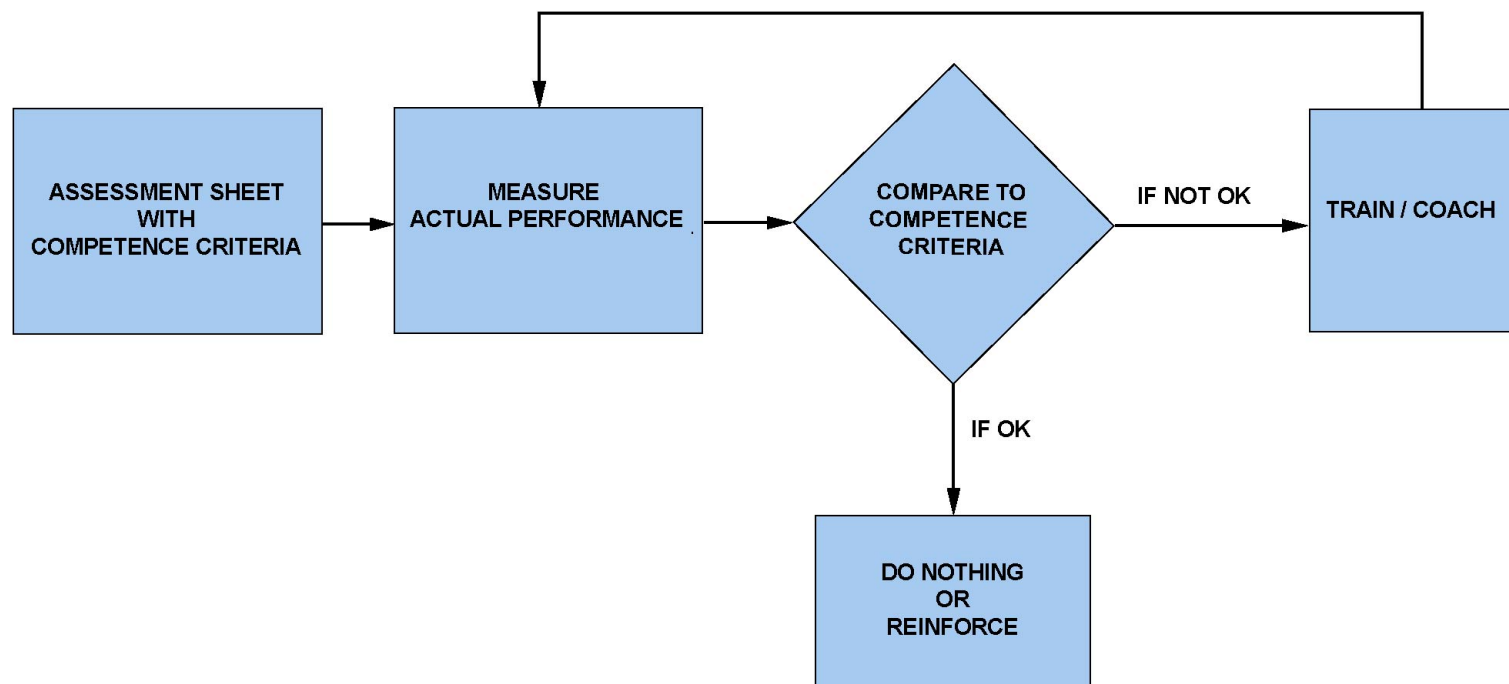 ASSESSMENT SHEET
WITH
COMPETENCE CRITERIA
MEASURE
ACTUAL PERFORMANCE
COMPARE TO
COMPETENCE
CRITERIA
IF NOT OK
TRAIN / COACH
IF OK
DO NOTHING
OR
REINFORCE